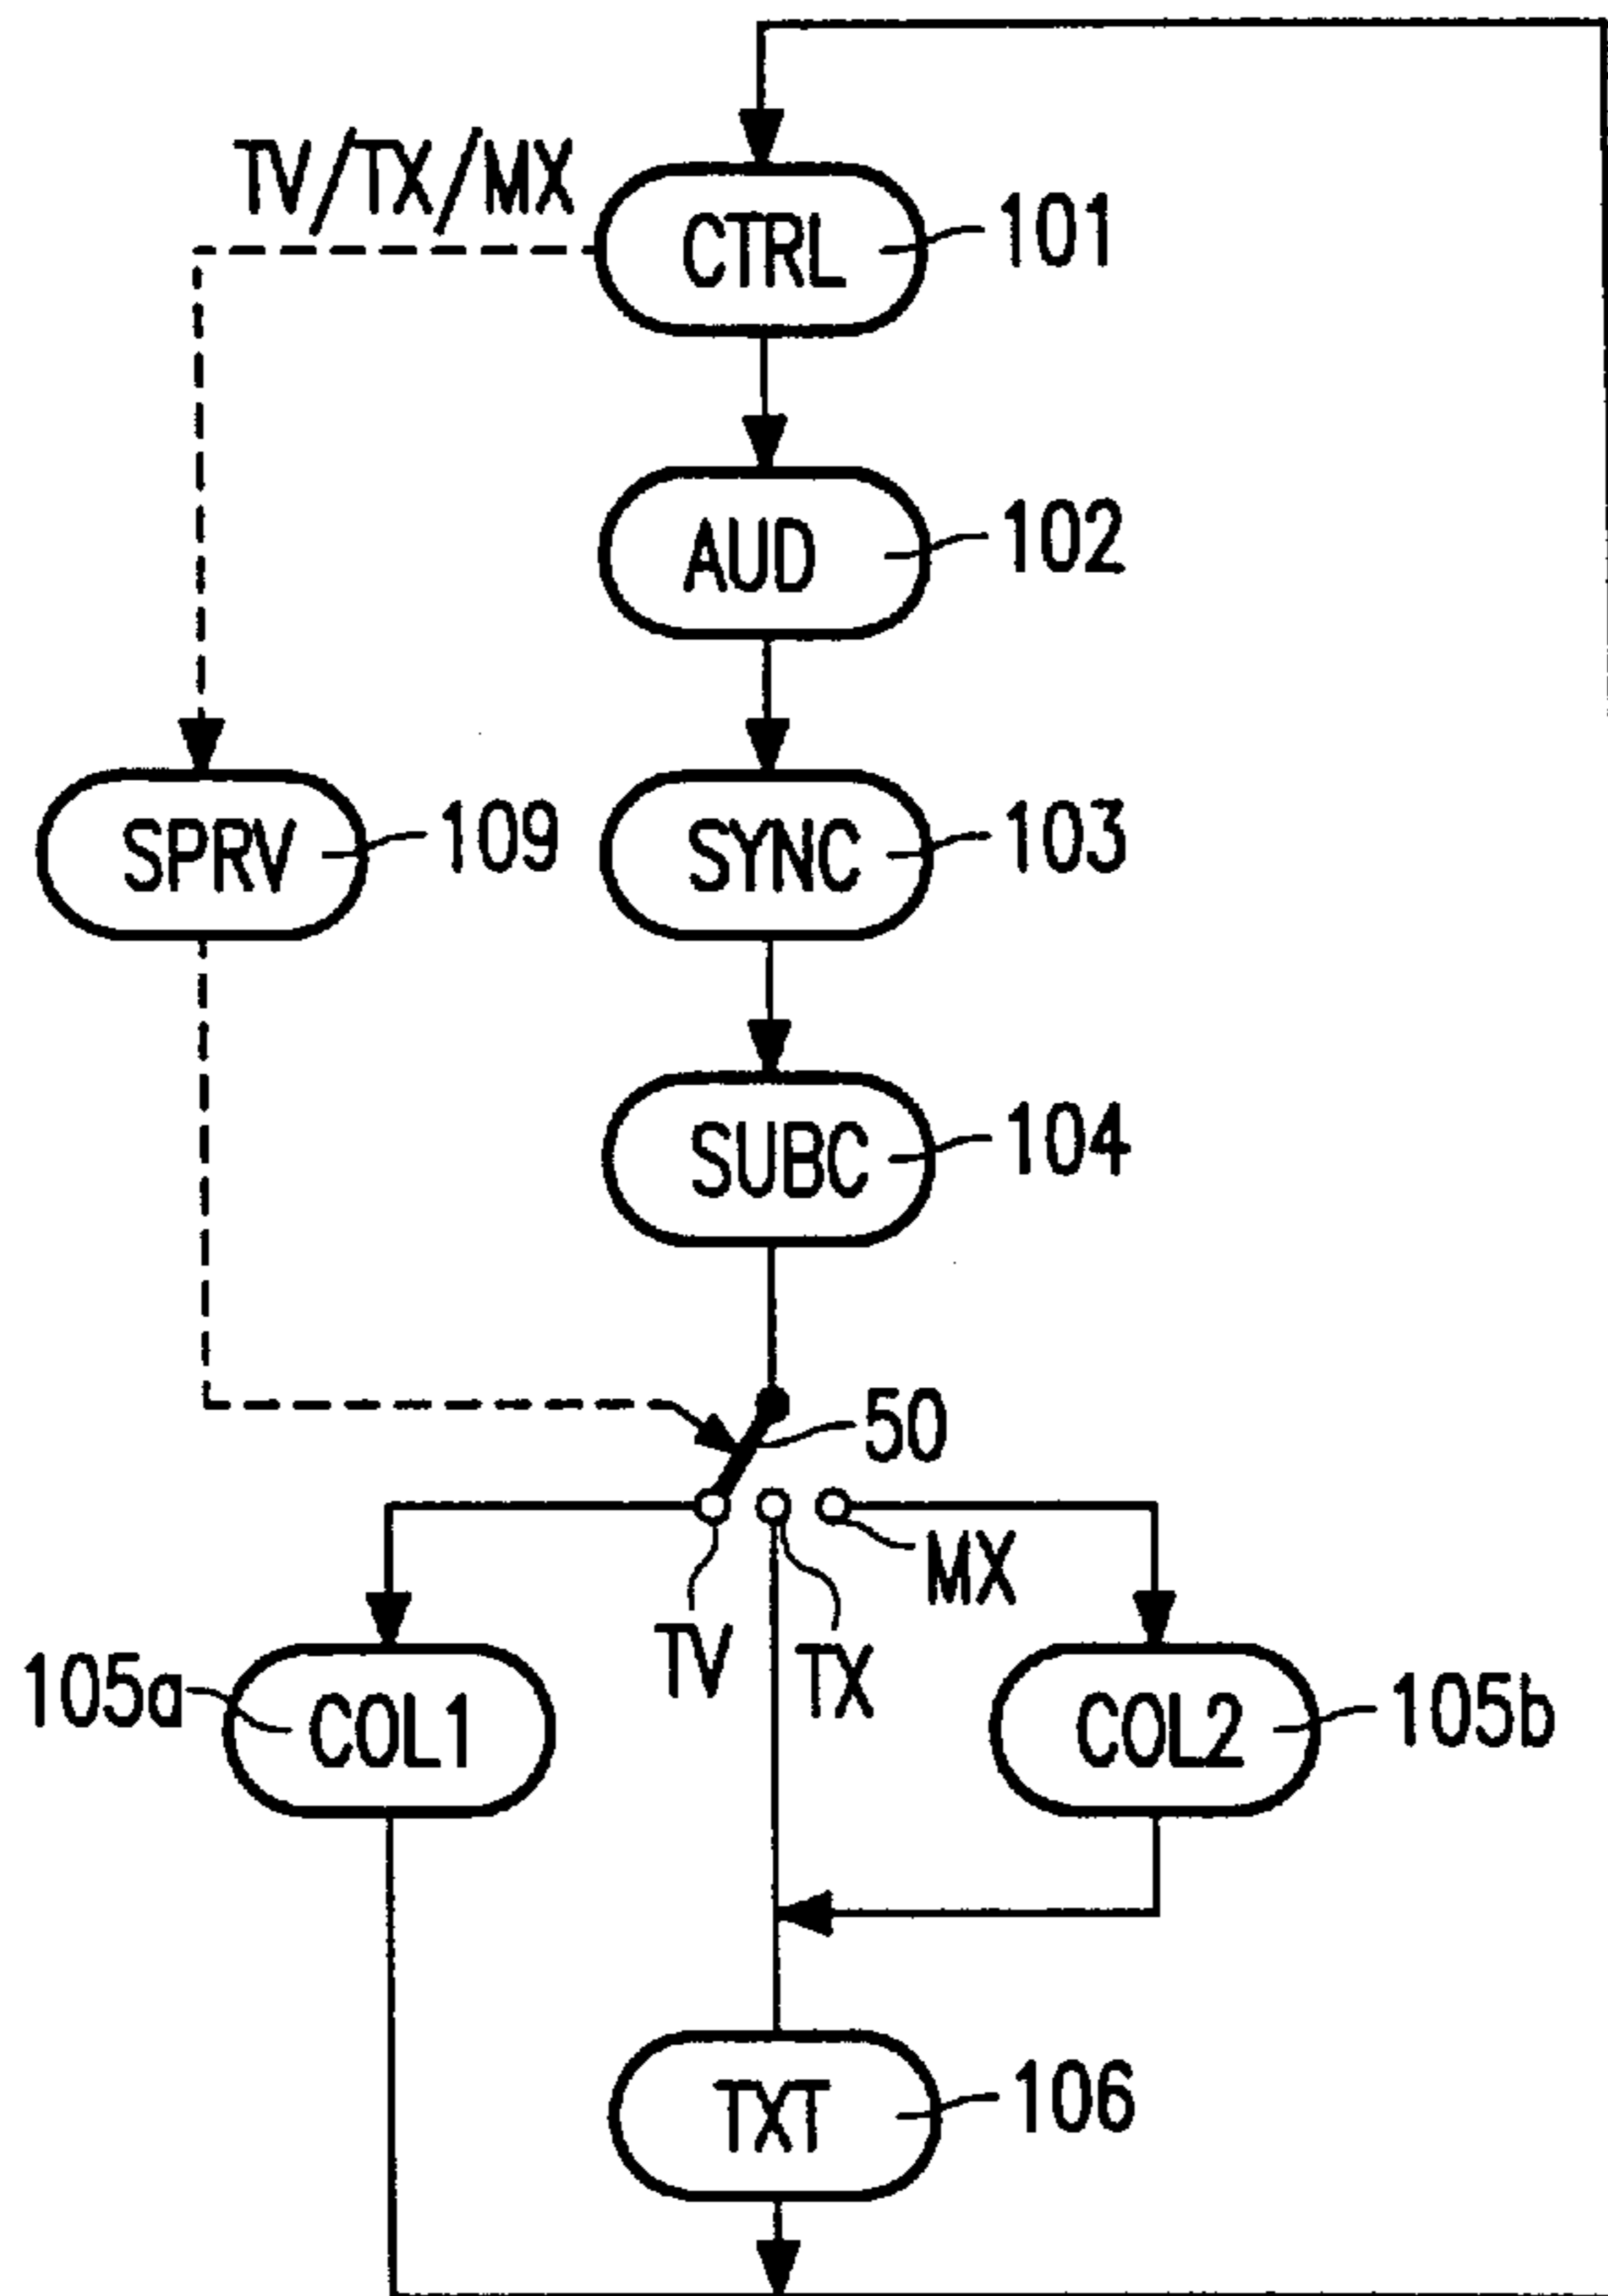 TV/TX/MX
CTRL
101
AUD
102
SPRV
109
SYNC
103
SUBC
104
50
MX
TV
TX
105a
COL1
COL2
105b
TXT
106